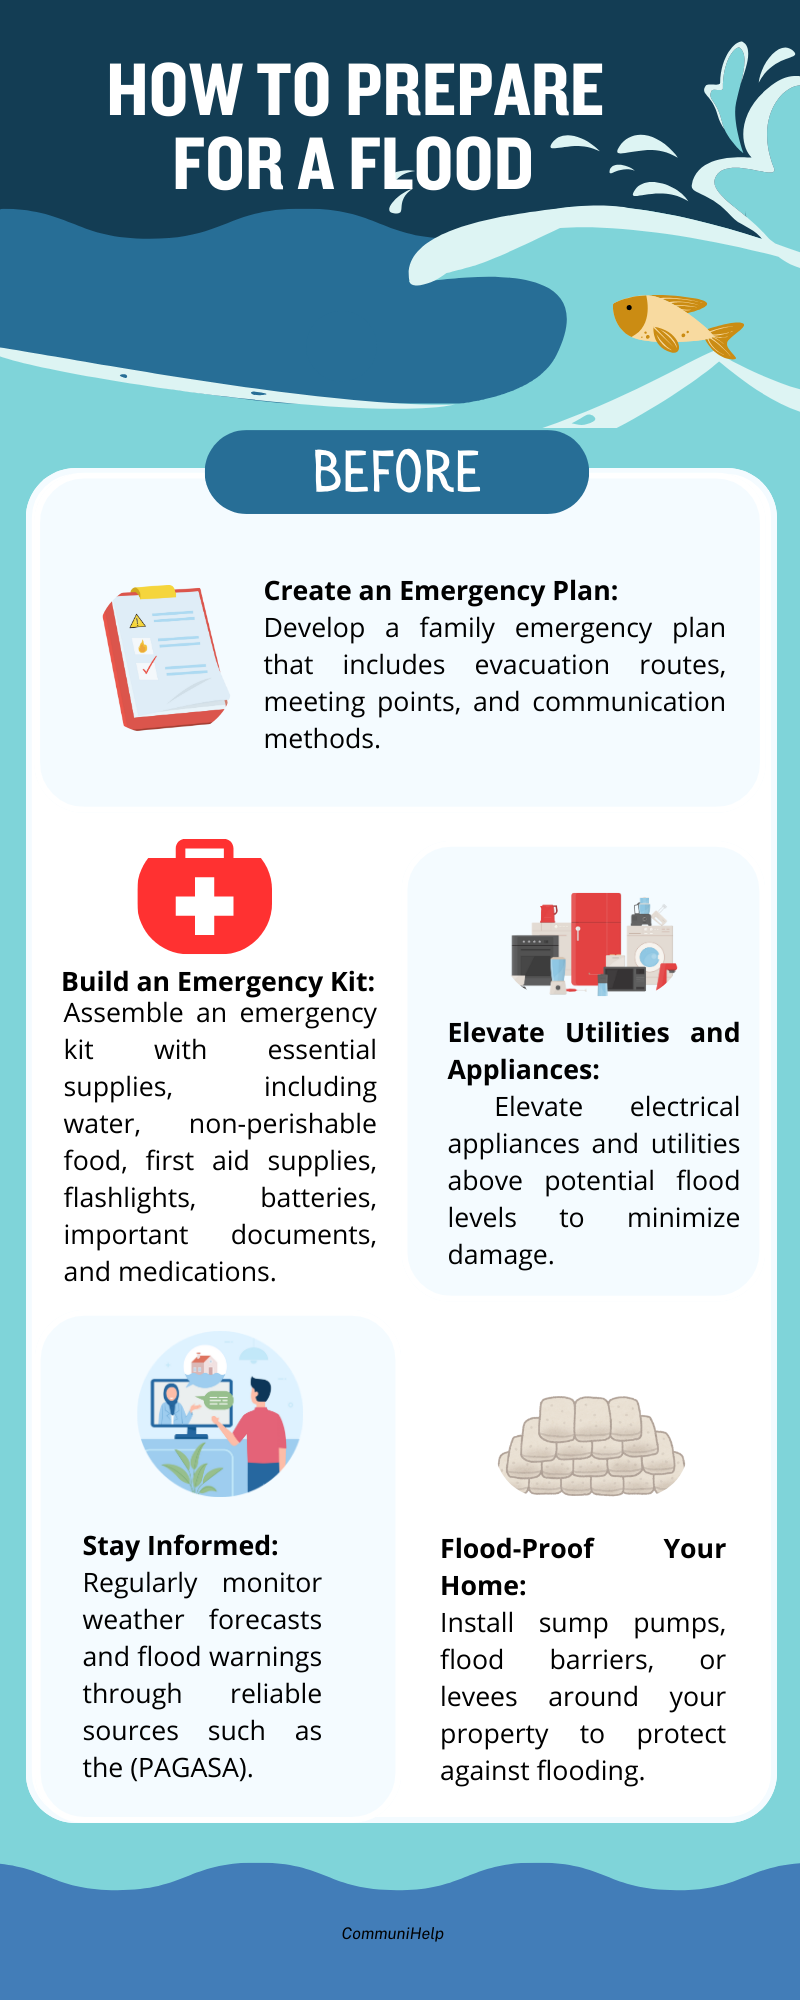 HOW TO PREPARE
FOR A FLOOD
BEFORE
Create an Emergency Plan:
Develop a family emergency plan
that includes evacuation routes,
meeting points, and communication
methods.
Build an Emergency Kit:
Assemble an emergency
kit with essential
supplies, including
water, non-perishable
food, first aid supplies,
flashlights, batteries,
important documents,
and medications.
Elevate Utilities and
Appliances:
Elevate electrical
appliances and utilities
above potential flood
levels to minimize
damage.
Stay Informed:
Regularly monitor
weather forecasts
and flood warnings
through reliable
sources such as
the (PAGASA).
Flood-Proof Your
Home:
Install sump pumps,
flood barriers, or
levees around your
property to protect
against flooding.
CommuniHelp